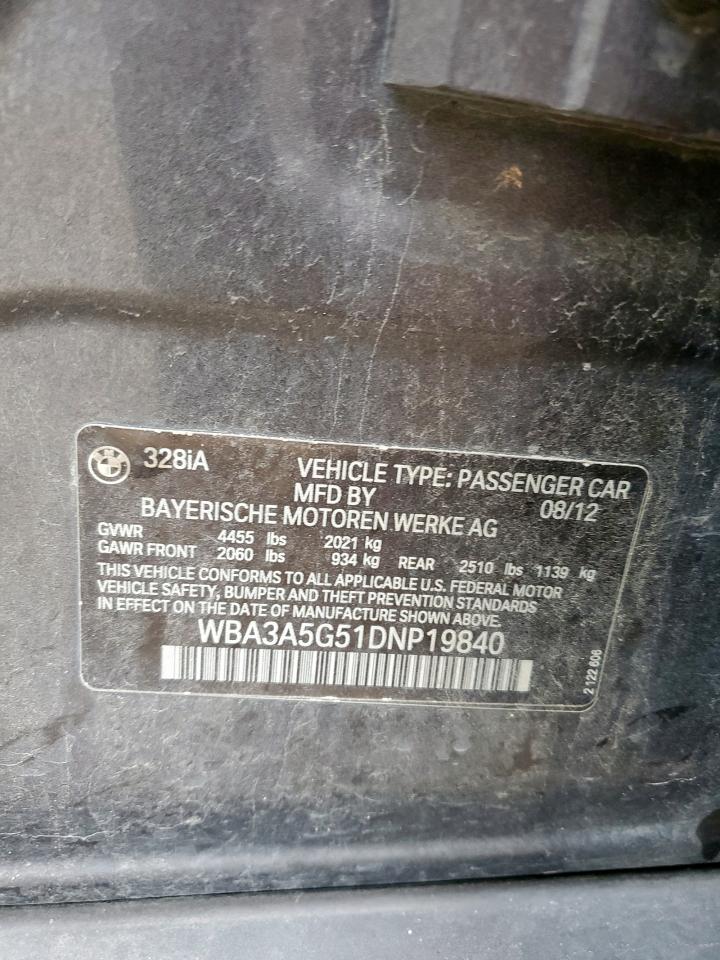 328iA VEHICLE TYPE: PASSENGER CAR
MFD BY 08/12
BAYERISCHE MOTOREN WERKE AG
GVWR 4455 lbs 2021 kg
GAWR FRONT 2060 lbs 934 kg REAR 2510 lbs 1139 kg
THIS VEHICLE CONFORMS TO ALL APPLICABLE U.S. FEDERAL MOTOR
VEHICLE SAFETY, BUMPER AND THEFT PREVENTION STANDARDS
IN EFFECT ON THE DATE OF MANUFACTURE SHOWN ABOVE.
WBA3A5G51DNP19840
2 122 606